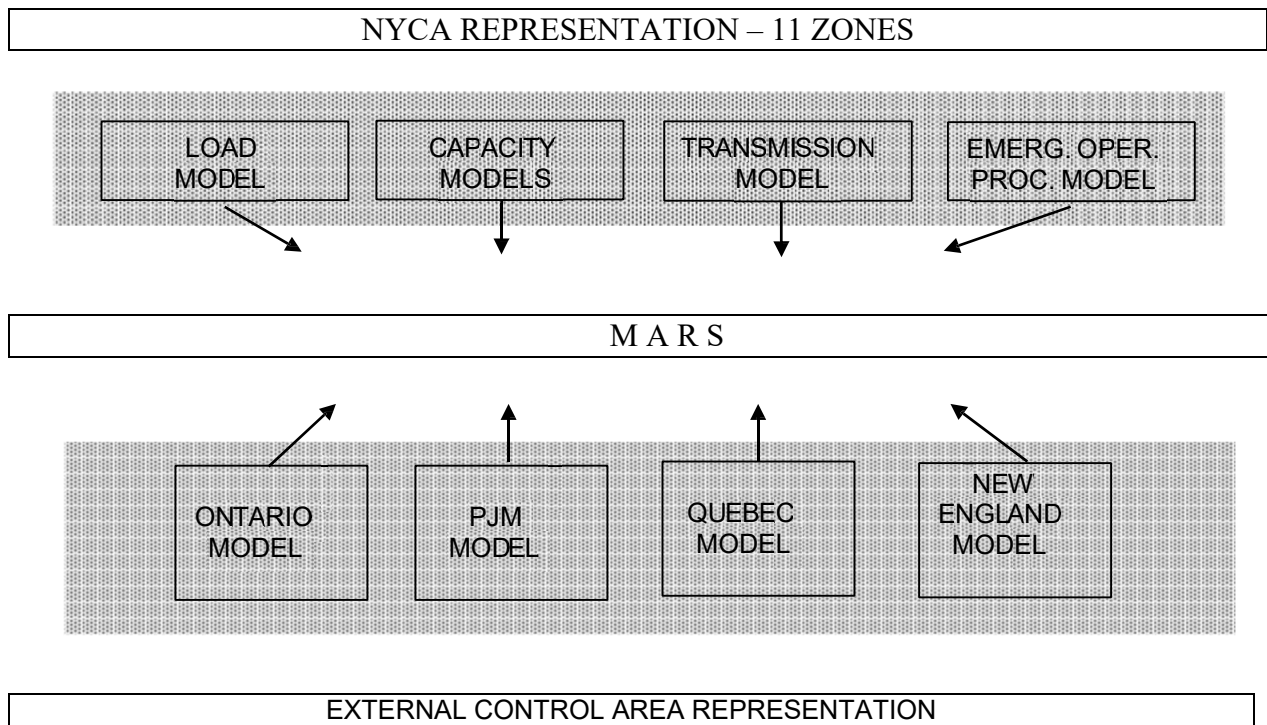 NYCA REPRESENTATION – 11 ZONES
LOAD
MODEL
CAPACITY
MODELS
TRANSMISSION
MODEL
EMERG. OPER.
PROC. MODEL
M A R S
ONTARIO
MODEL
PJM
MODEL
QUEBEC
MODEL
NEW
ENGLAND
MODEL
EXTERNAL CONTROL AREA REPRESENTATION